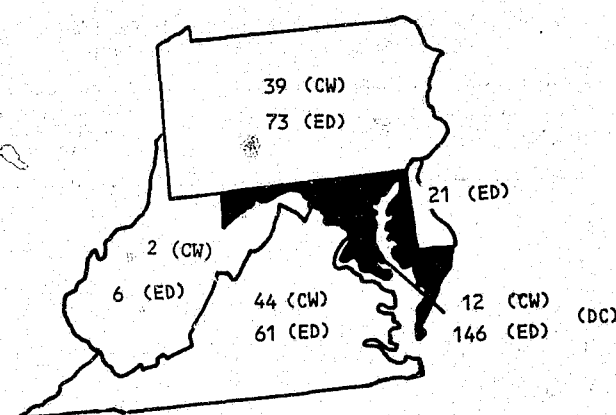 39 (CW)
73 (ED)
21 (ED)
2 (CW)
6 (ED)
44 (CW)
61 (ED)
12 (CW)
146 (ED)
(DC)